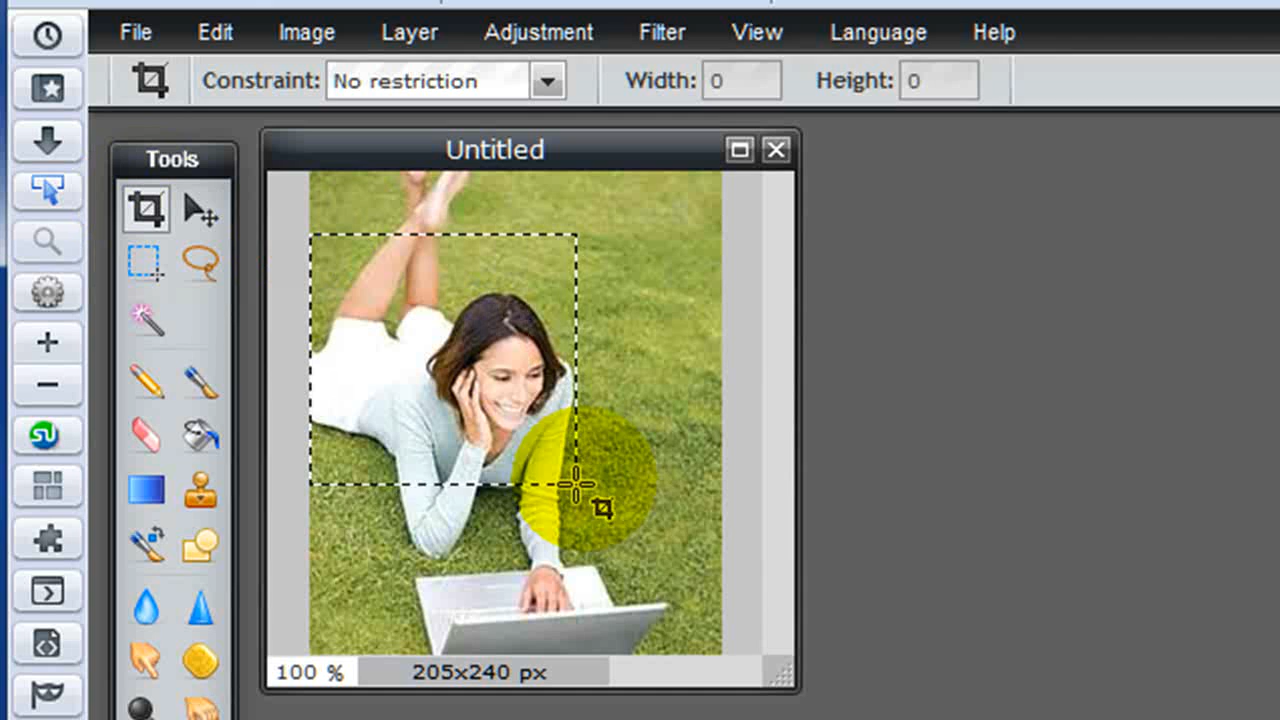 File Edit Image Layer Adjustment Filter View Language Help
Constraint: No restriction Width: 0 Height: 0
Tools
Untitled
100 % 205x240 px